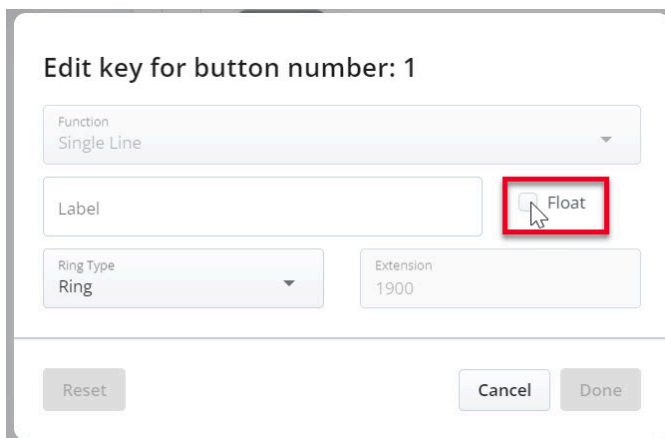 Edit key for button number: 1
Function
Single Line
Label
Float
Ring Type
Ring
Extension
1900
Reset
Cancel
Done